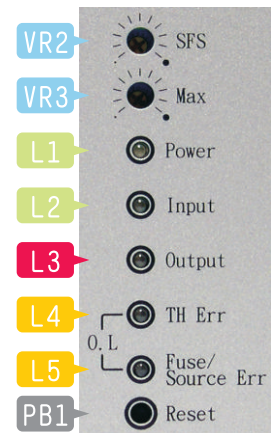 VR2 SFS
VR3 Max
L1 Power
L2 Input
L3 Output
L4 TH Err
O.L
L5 Fuse/
Source Err
PB1 Reset